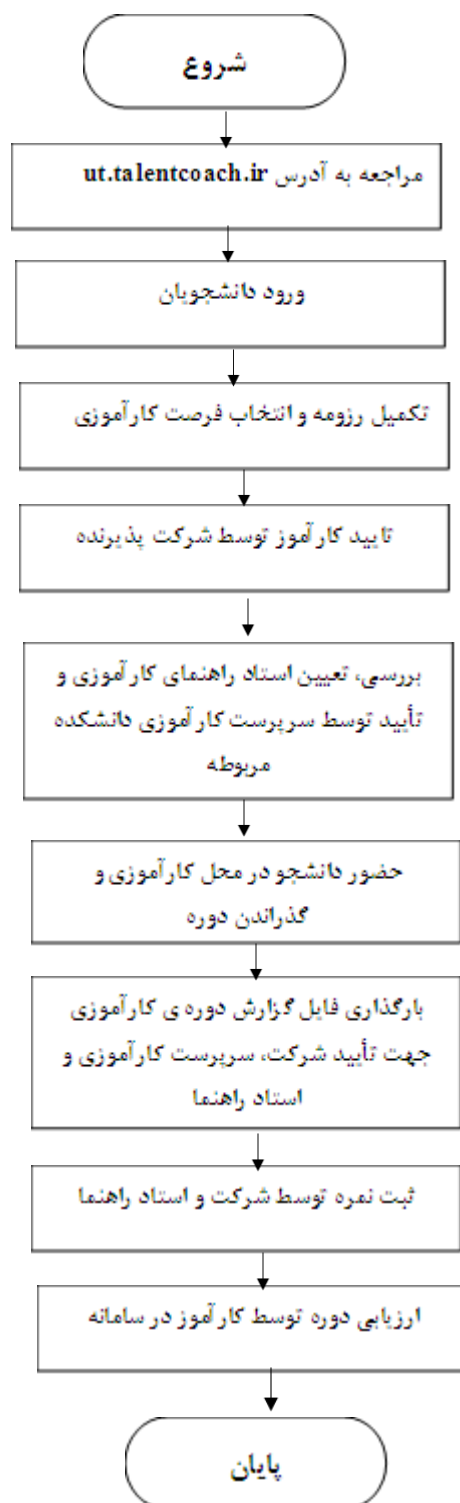 شروع
مراجعه به آدرس ut.talentcoach.ir
ورود دانشجویان
تکمیل رزومه و انتخاب فرصت کارآموزی
تایید کارآموز توسط شرکت پذیرنده
بررسی، تعیین استاد راهنمای کارآموزی و
تأیید توسط سرپرست کارآموزی دانشکده
مربوطه
حضور دانشجو در محل کارآموزی و
گذراندن دوره
بارگذاری فایل گزارش دوره ی کارآموزی
جهت تأیید شرکت، سرپرست کارآموزی و
استاد راهنما
ثبت نمره توسط شرکت و استاد راهنما
ارزیابی دوره توسط کارآموز در سامانه
پایان